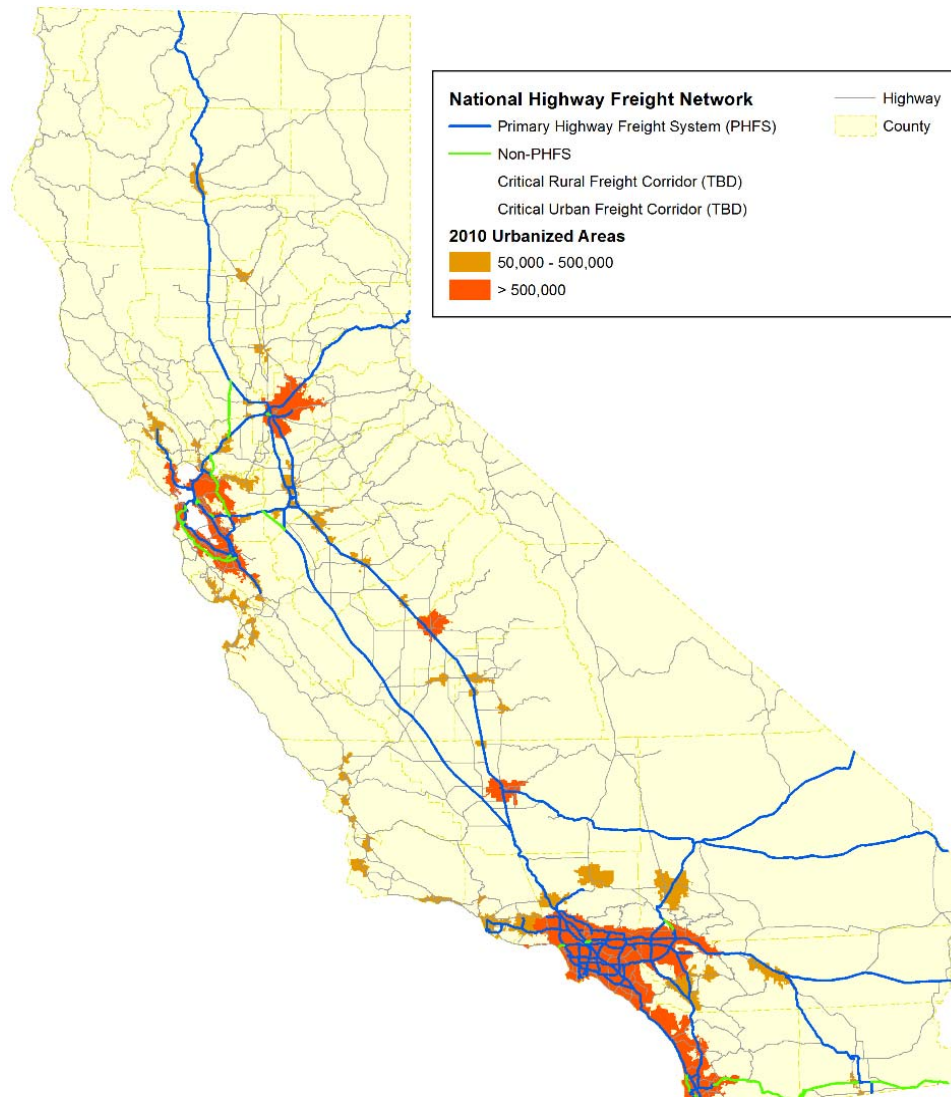 National Highway Freight Network
Primary Highway Freight System (PHFS)
Non-PHFS
Critical Rural Freight Corridor (TBD)
Critical Urban Freight Corridor (TBD)
2010 Urbanized Areas
50,000 - 500,000
> 500,000
Highway
County